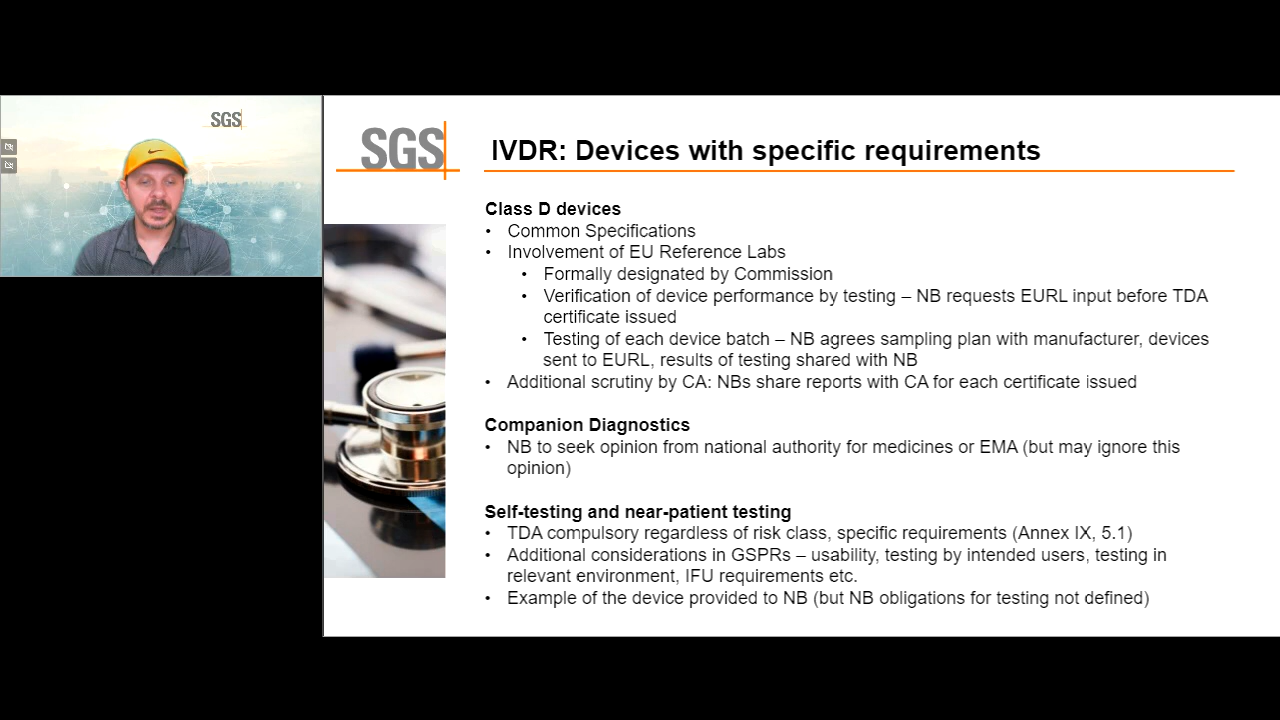 SGS
SGS
IVDR: Devices with specific requirements
Class D devices
• Common Specifications
• Involvement of EU Reference Labs
• Formally designated by Commission
• Verification of device performance by testing – NB requests EURL input before TDA
certificate issued
• Testing of each device batch – NB agrees sampling plan with manufacturer, devices
sent to EURL, results of testing shared with NB
• Additional scrutiny by CA: NBs share reports with CA for each certificate issued
Companion Diagnostics
• NB to seek opinion from national authority for medicines or EMA (but may ignore this
opinion)
Self-testing and near-patient testing
• TDA compulsory regardless of risk class, specific requirements (Annex IX, 5.1)
• Additional considerations in GSPRs – usability, testing by intended users, testing in
relevant environment, IFU requirements etc.
• Example of the device provided to NB (but NB obligations for testing not defined)